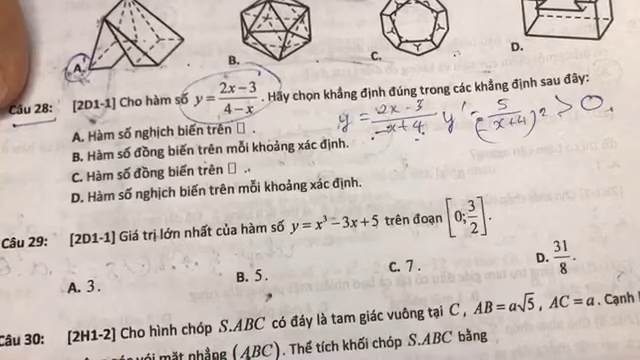 A.
B.
C.
D.
Câu 28: [2D1-1] Cho hàm số y = \frac{2x-3}{4-x}. Hãy chọn khẳng định đúng trong các khẳng định sau đây:
A. Hàm số nghịch biến trên □ .
B. Hàm số đồng biến trên mỗi khoảng xác định.
C. Hàm số đồng biến trên □ .
D. Hàm số nghịch biến trên mỗi khoảng xác định.
y = \frac{2x-3}{-x+4} y' = \frac{5}{(-x+4)^2} > 0.
Câu 29: [2D1-1] Giá trị lớn nhất của hàm số y = x³ - 3x + 5 trên đoạn [0; \frac{3}{2}].
A. 3. B. 5. C. 7. D. \frac{31}{8}.
Câu 30: [2H1-2] Cho hình chóp S.ABC có đáy là tam giác vuông tại C, AB = a√5, AC = a. Cạnh
với mặt phẳng (ABC). Thể tích khối chóp S.ABC bằng